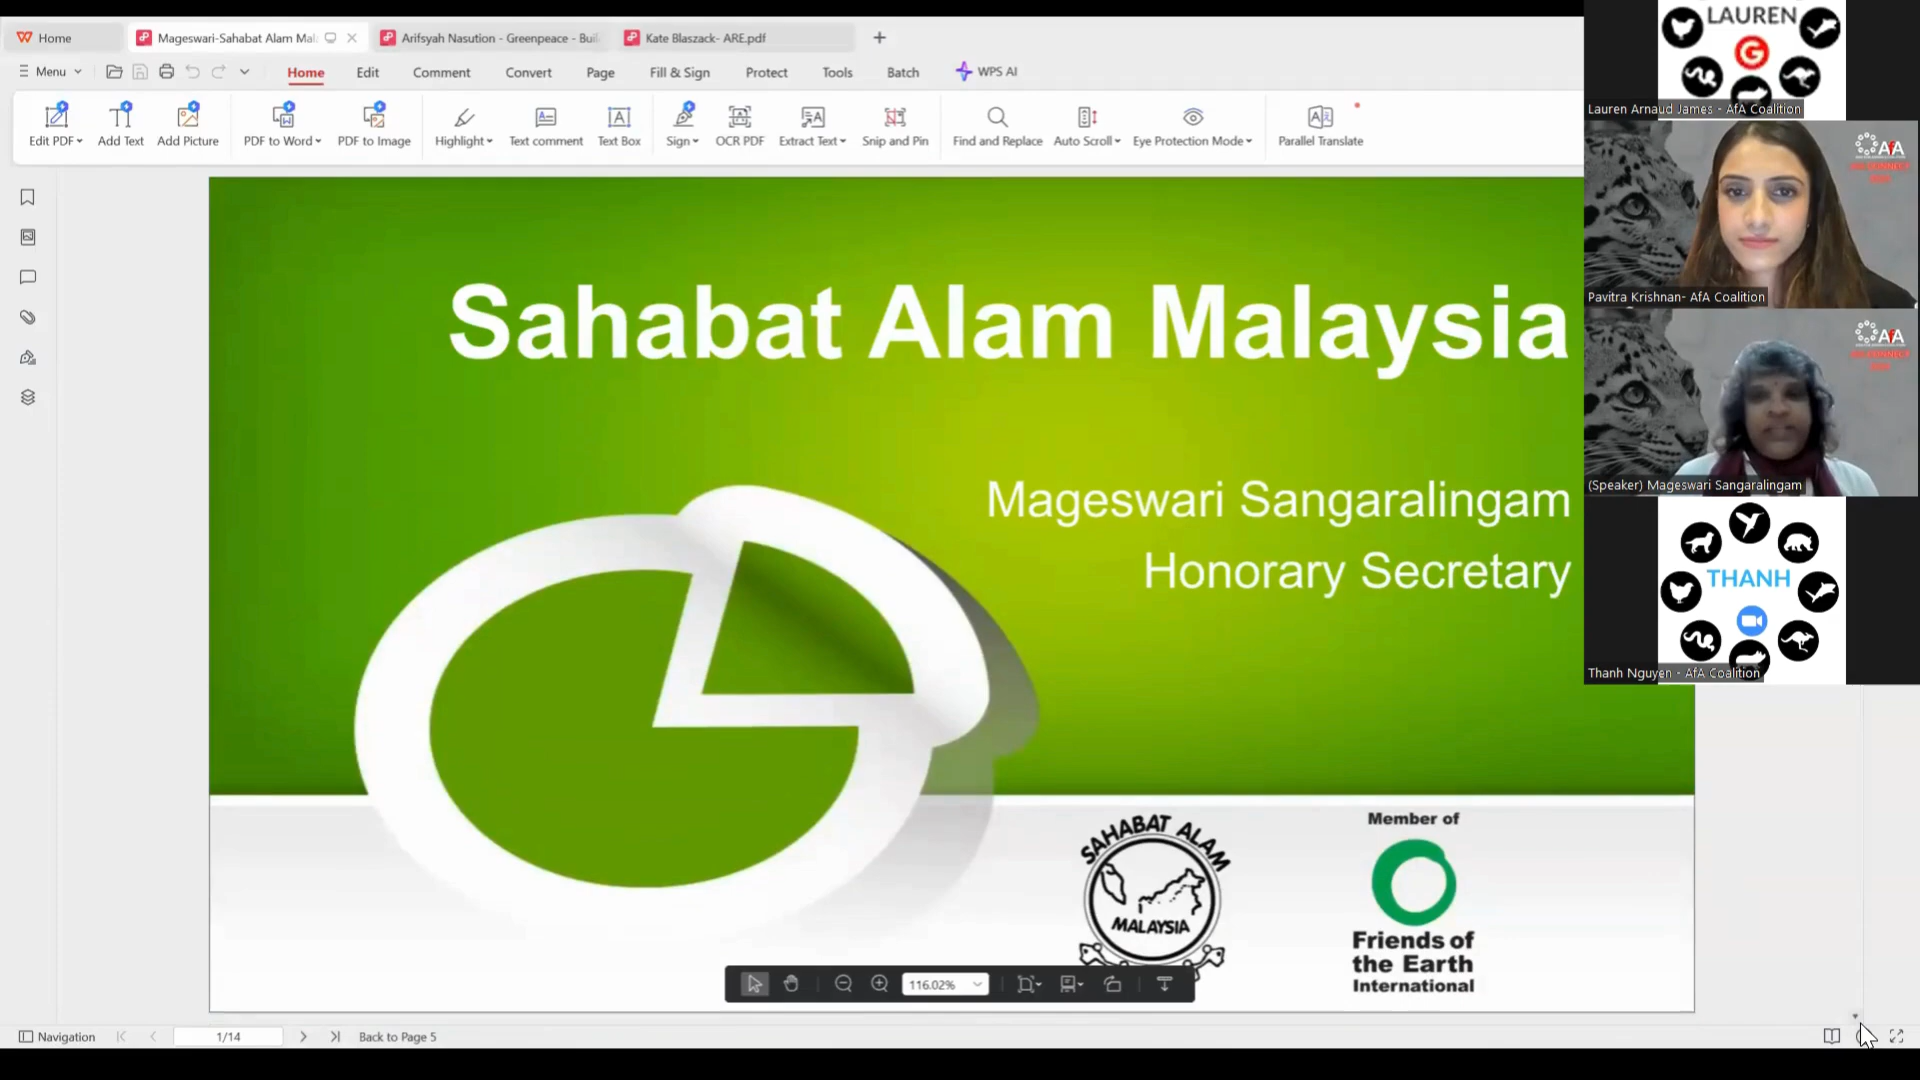 Home
Mageswari-Sahabat Alam Mal
Arifsyah Nasution - Greenpeace - Buil
Kate Blaszack- ARE.pdf
Menu
Home
Edit
Comment
Convert
Page
Fill & Sign
Protect
Tools
Batch
WPS AI
Edit PDF
Add Text
Add Picture
PDF to Word
PDF to Image
Highlight
Text comment
Text Box
Sign
OCR PDF
Extract Text
Snip and Pin
Find and Replace
Auto Scroll
Eye Protection Mode
Parallel Translate
Sahabat Alam Malaysia
Mageswari Sangaralingam
Honorary Secretary
SAHABAT ALAM
MALAYSIA
Member of
Friends of
the Earth
International
116.02%
Navigation
1/14
Back to Page 5
LAUREN
G
Lauren Arnaud James - AfA Coalition
AfA
Pavitra Krishnan- AfA Coalition
AfA
(Speaker) Mageswari Sangaralingam
THANH
Thanh Nguyen - AfA Coalition